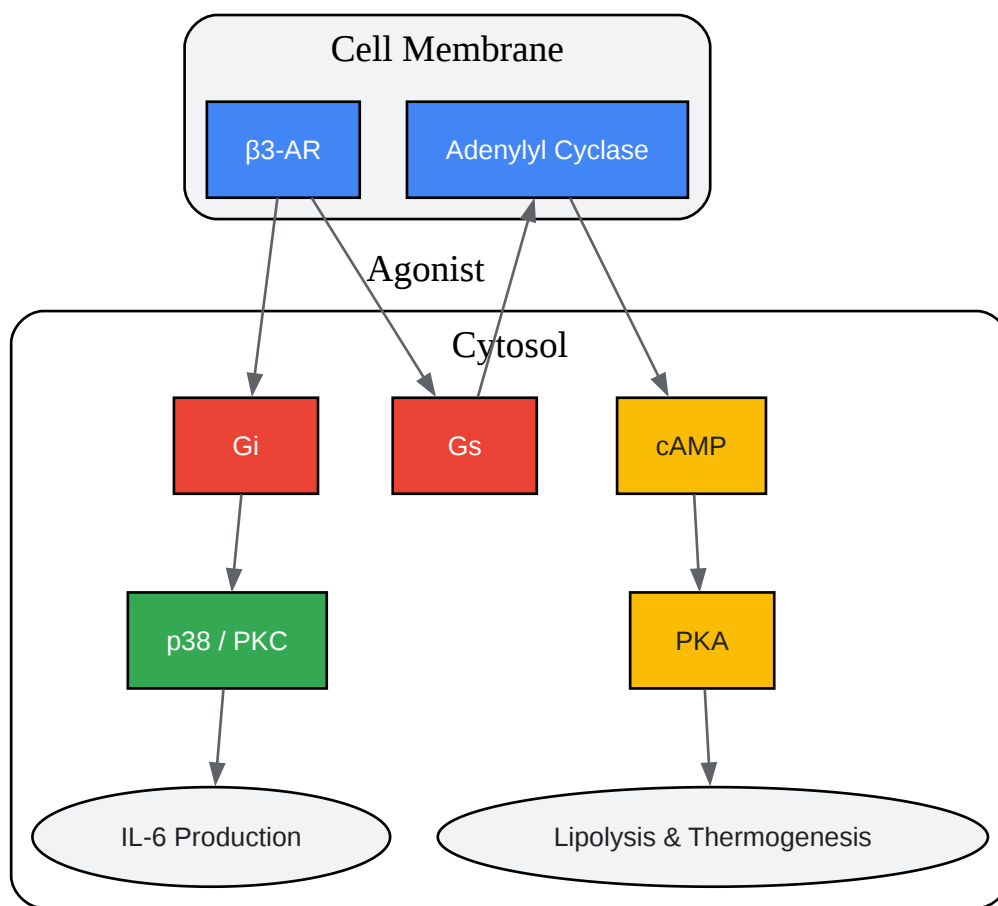 Cell Membrane
β3-AR
Adenylyl Cyclase
Agonist
Cytosol
Gi
Gs
cAMP
p38 / PKC
PKA
IL-6 Production
Lipolysis & Thermogenesis